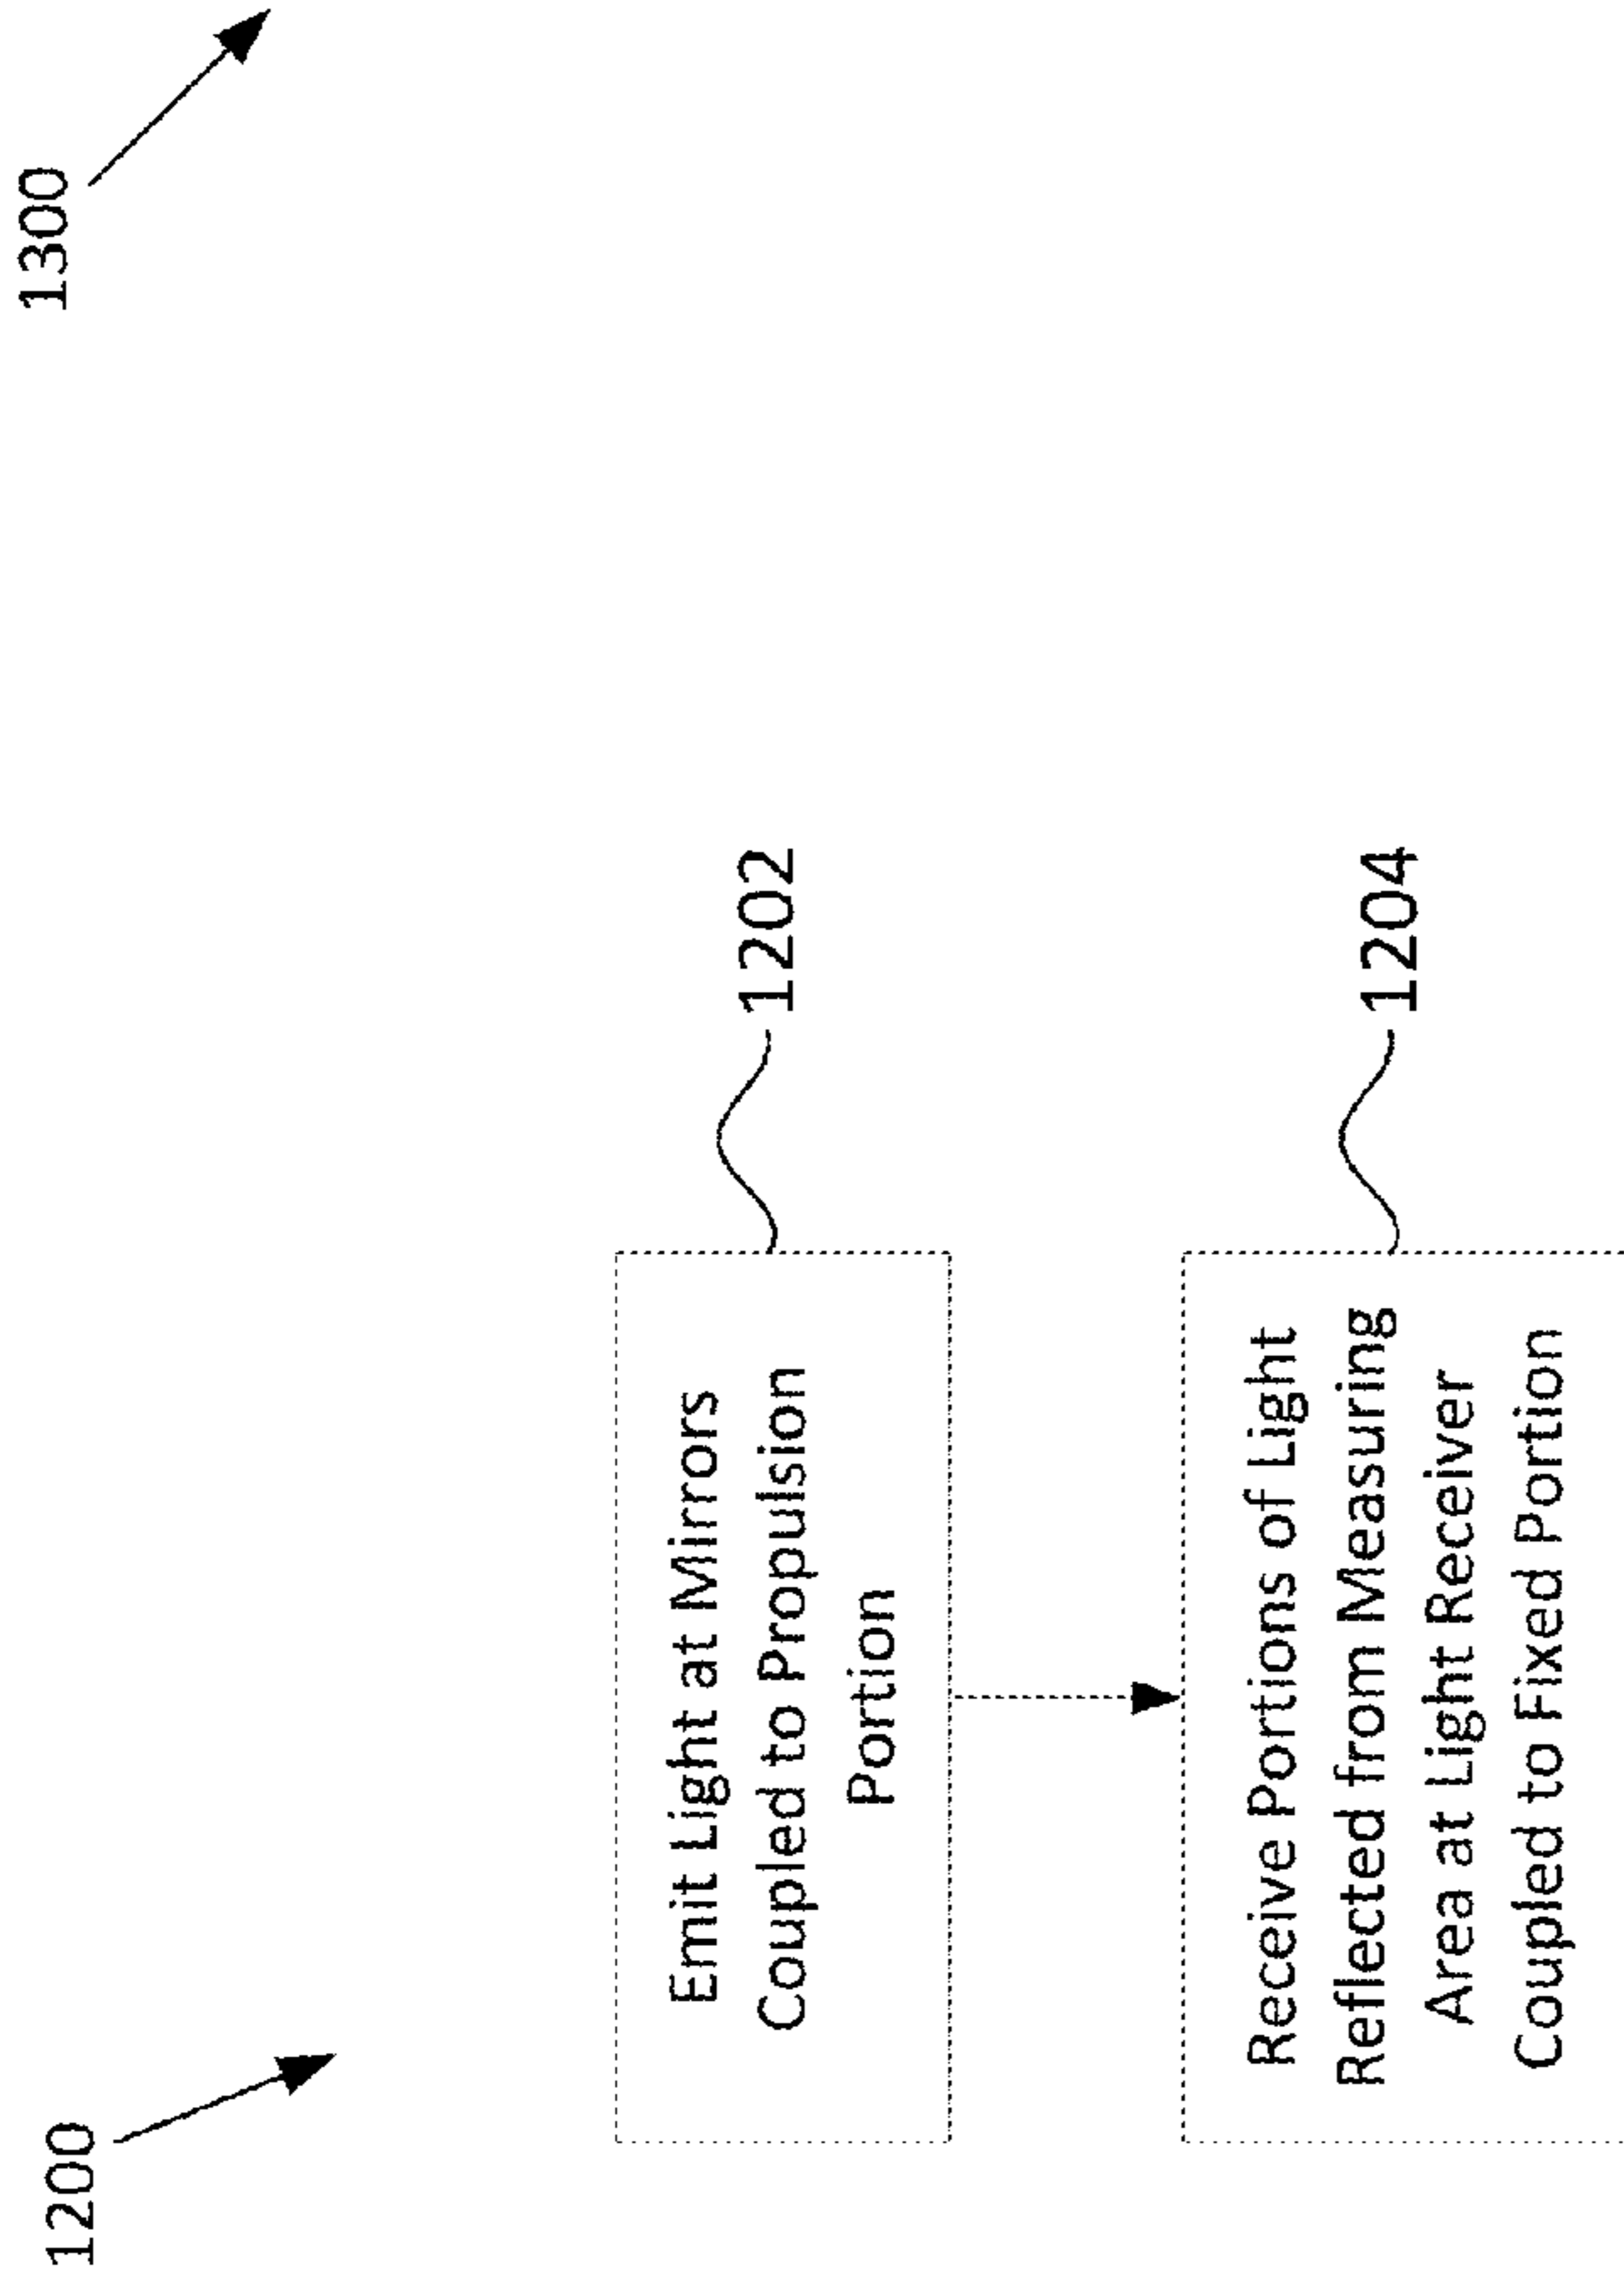 1200
1300
Emit Light at Mirrors
Coupled to Propulsion
Portion
1202
Receive Portions of Light
Reflected from Measuring
Area at Light Receiver
Coupled to Fixed Portion
1204